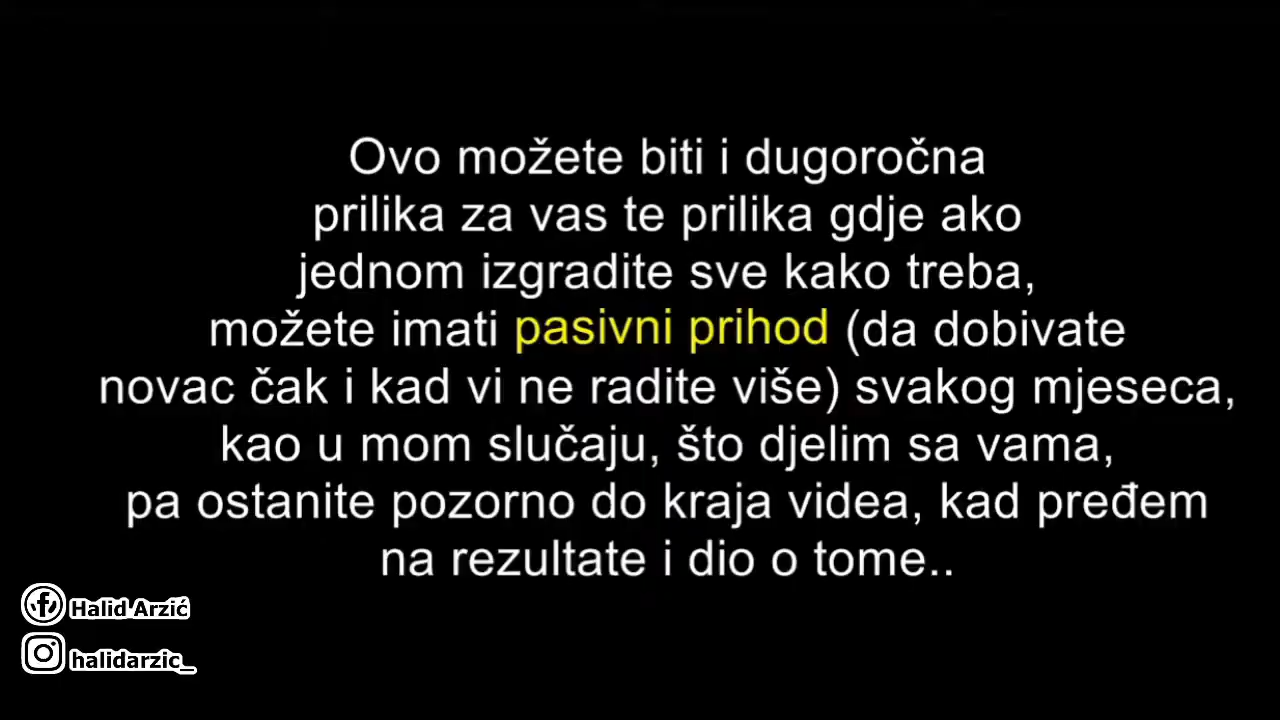 Ovo možete biti i dugoročna
prilika za vas te prilika gdje ako
jednom izgradite sve kako treba,
možete imati pasivni prihod (da dobivate
novac čak i kad vi ne radite više) svakog mjeseca,
kao u mom slučaju, što djelim sa vama,
pa ostanite pozorno do kraja videa, kad pređem
na rezultate i dio o tome..
Halid Arzić
halidarzic_